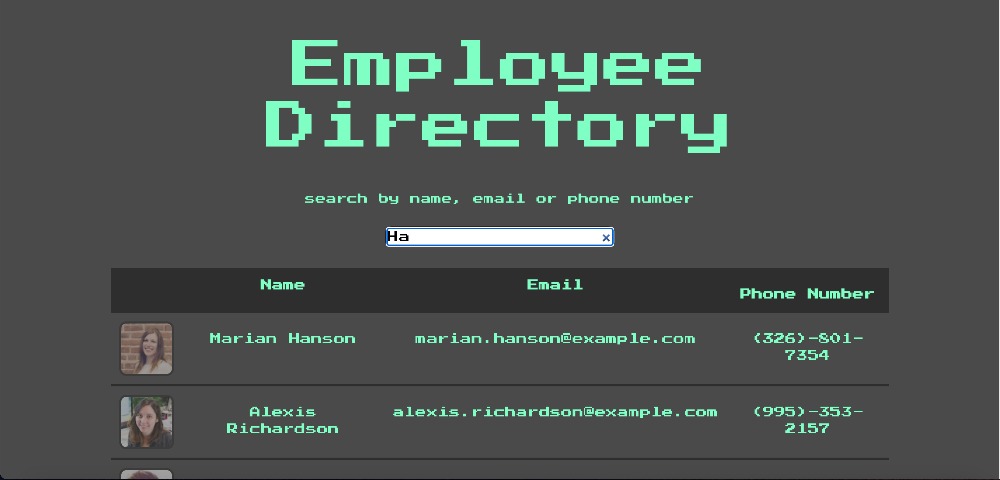 Employee
Directory
search by name, email or phone number
Ha ×
Name Email Phone Number
Marian Hanson marian.hanson@example.com (326)-801-
7354
Alexis alexis.richardson@example.com (995)-353-
Richardson 2157